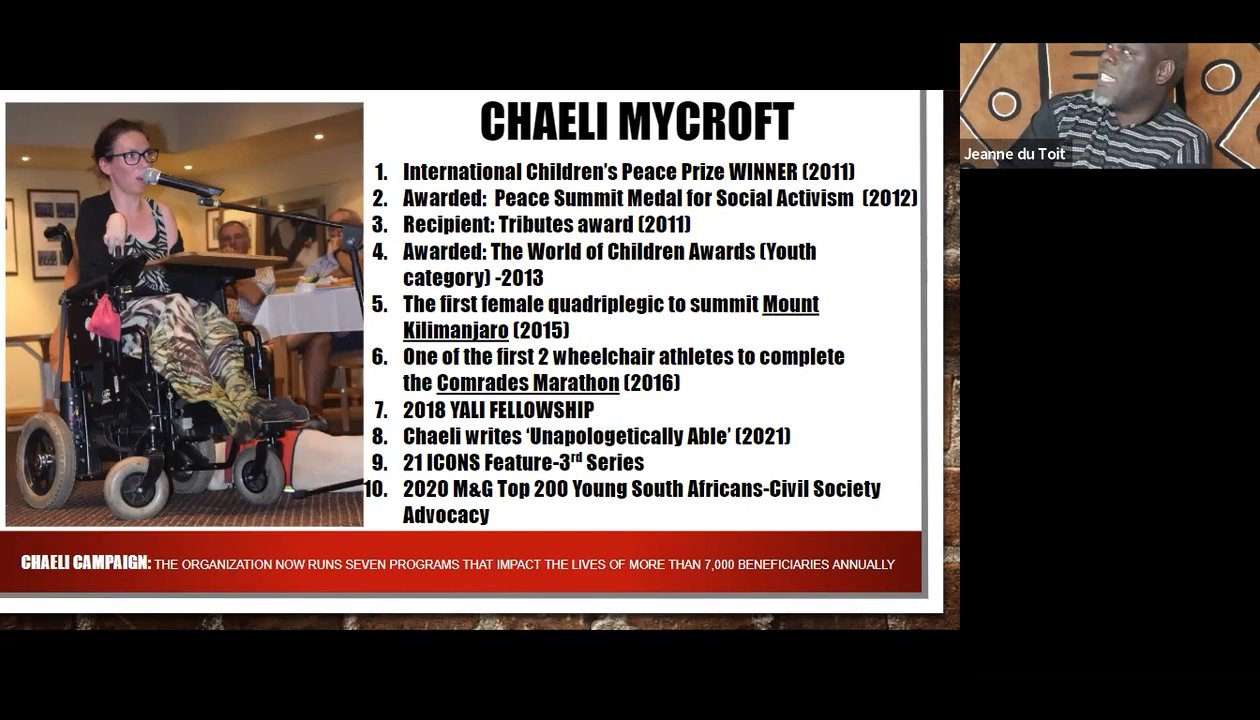 CHAELI MYCROFT
1. International Children's Peace Prize WINNER (2011)
2. Awarded: Peace Summit Medal for Social Activism (2012)
3. Recipient: Tributes award (2011)
4. Awarded: The World of Children Awards (Youth
category) -2013
5. The first female quadriplegic to summit Mount
Kilimanjaro (2015)
6. One of the first 2 wheelchair athletes to complete
the Comrades Marathon (2016)
7. 2018 YALI FELLOWSHIP
8. Chaeli writes ‘Unapologetically Able’ (2021)
9. 21 ICONS Feature-3rd Series
10. 2020 M&G Top 200 Young South Africans-Civil Society
Advocacy
CHAELI CAMPAIGN: THE ORGANIZATION NOW RUNS SEVEN PROGRAMS THAT IMPACT THE LIVES OF MORE THAN 7,000 BENEFICIARIES ANNUALLY
Jeanne du Toit